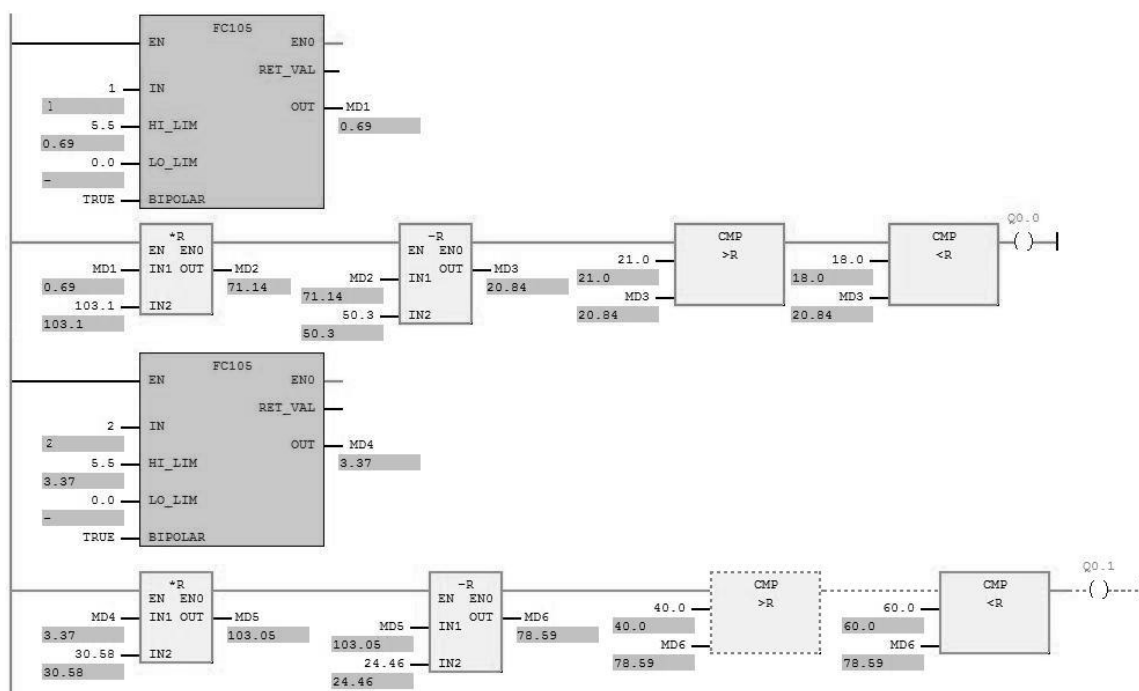 FC105
EN ENO
RET_VAL
1 IN
1
OUT MD1
0.69
5.5 HI_LIM
0.69
0.0 LO_LIM
-
TRUE BIPOLAR
Q0.0
*R -R CMP CMP
EN ENO EN ENO >R <R
MD1 IN1 OUT MD2 MD2 IN1 OUT MD3 21.0 18.0
0.69 71.14 71.14 20.84 21.0 18.0
103.1 IN2 50.3 IN2 MD3 MD3
103.1 50.3 20.84 20.84
FC105
EN ENO
RET_VAL
2 IN
2
OUT MD4
3.37
5.5 HI_LIM
3.37
0.0 LO_LIM
-
TRUE BIPOLAR
Q0.1
*R -R CMP CMP
EN ENO EN ENO >R <R
MD4 IN1 OUT MD5 MD5 IN1 OUT MD6 40.0 60.0
3.37 103.05 103.05 78.59 40.0 60.0
30.58 IN2 24.46 IN2 MD6 MD6
30.58 24.46 78.59 78.59